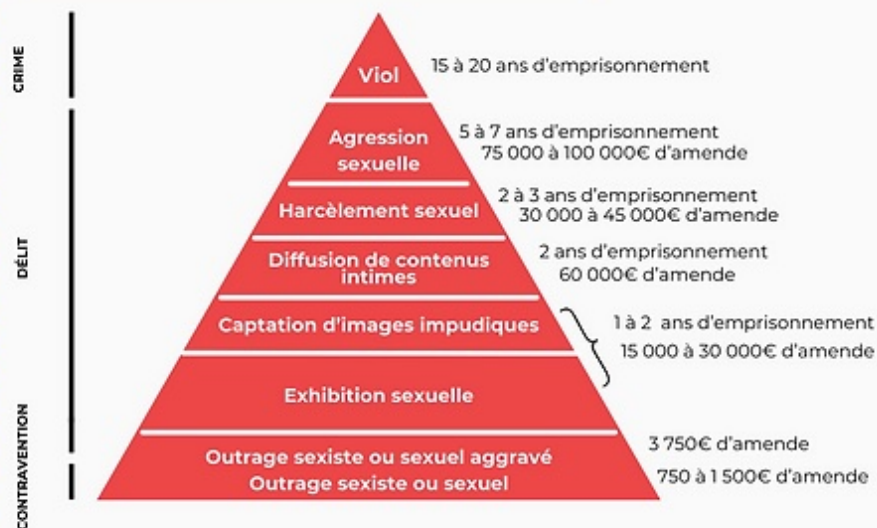 CRIME
Viol
15 à 20 ans d'emprisonnement
DÉLIT
Agression
sexuelle
5 à 7 ans d'emprisonnement
75 000 à 100 000€ d'amende
Harcèlement sexuel
2 à 3 ans d'emprisonnement
30 000 à 45 000€ d'amende
Diffusion de contenus
intimes
2 ans d'emprisonnement
60 000€ d'amende
Captation d'images impudiques
1 à 2 ans d'emprisonnement
15 000 à 30 000€ d'amende
Exhibition sexuelle
CONTRAVENTION
Outrage sexiste ou sexuel aggravé
3 750€ d'amende
Outrage sexiste ou sexuel
750 à 1 500€ d'amende